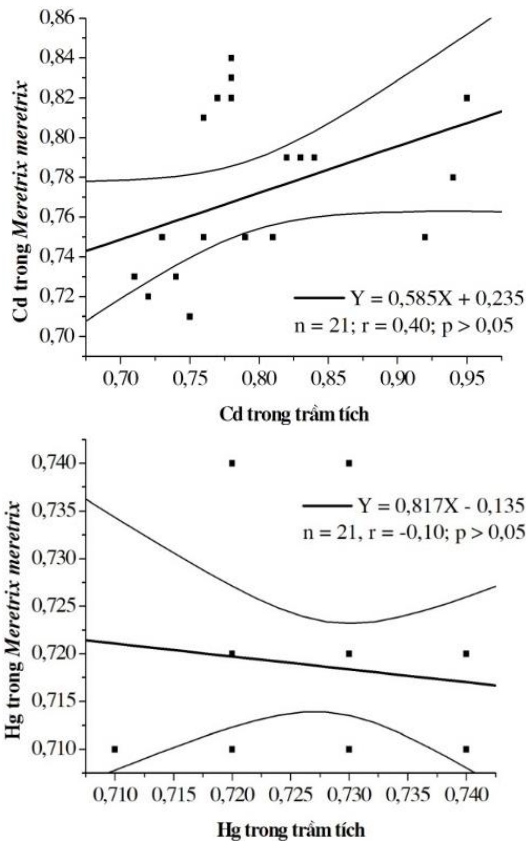 0,86
0,84
0,82
0,80
0,78
0,76
0,74
0,72
0,70
Cd trong Meretrix meretrix
Y = 0,585X + 0,235
n = 21; r = 0,40; p > 0,05
0,70 0,75 0,80 0,85 0,90 0,95
Cd trong trầm tích
0,740
0,735
0,730
0,725
0,720
0,715
0,710
Hg trong Meretrix meretrix
Y = 0,817X - 0,135
n = 21, r = -0,10; p > 0,05
0,710 0,715 0,720 0,725 0,730 0,735 0,740
Hg trong trầm tích